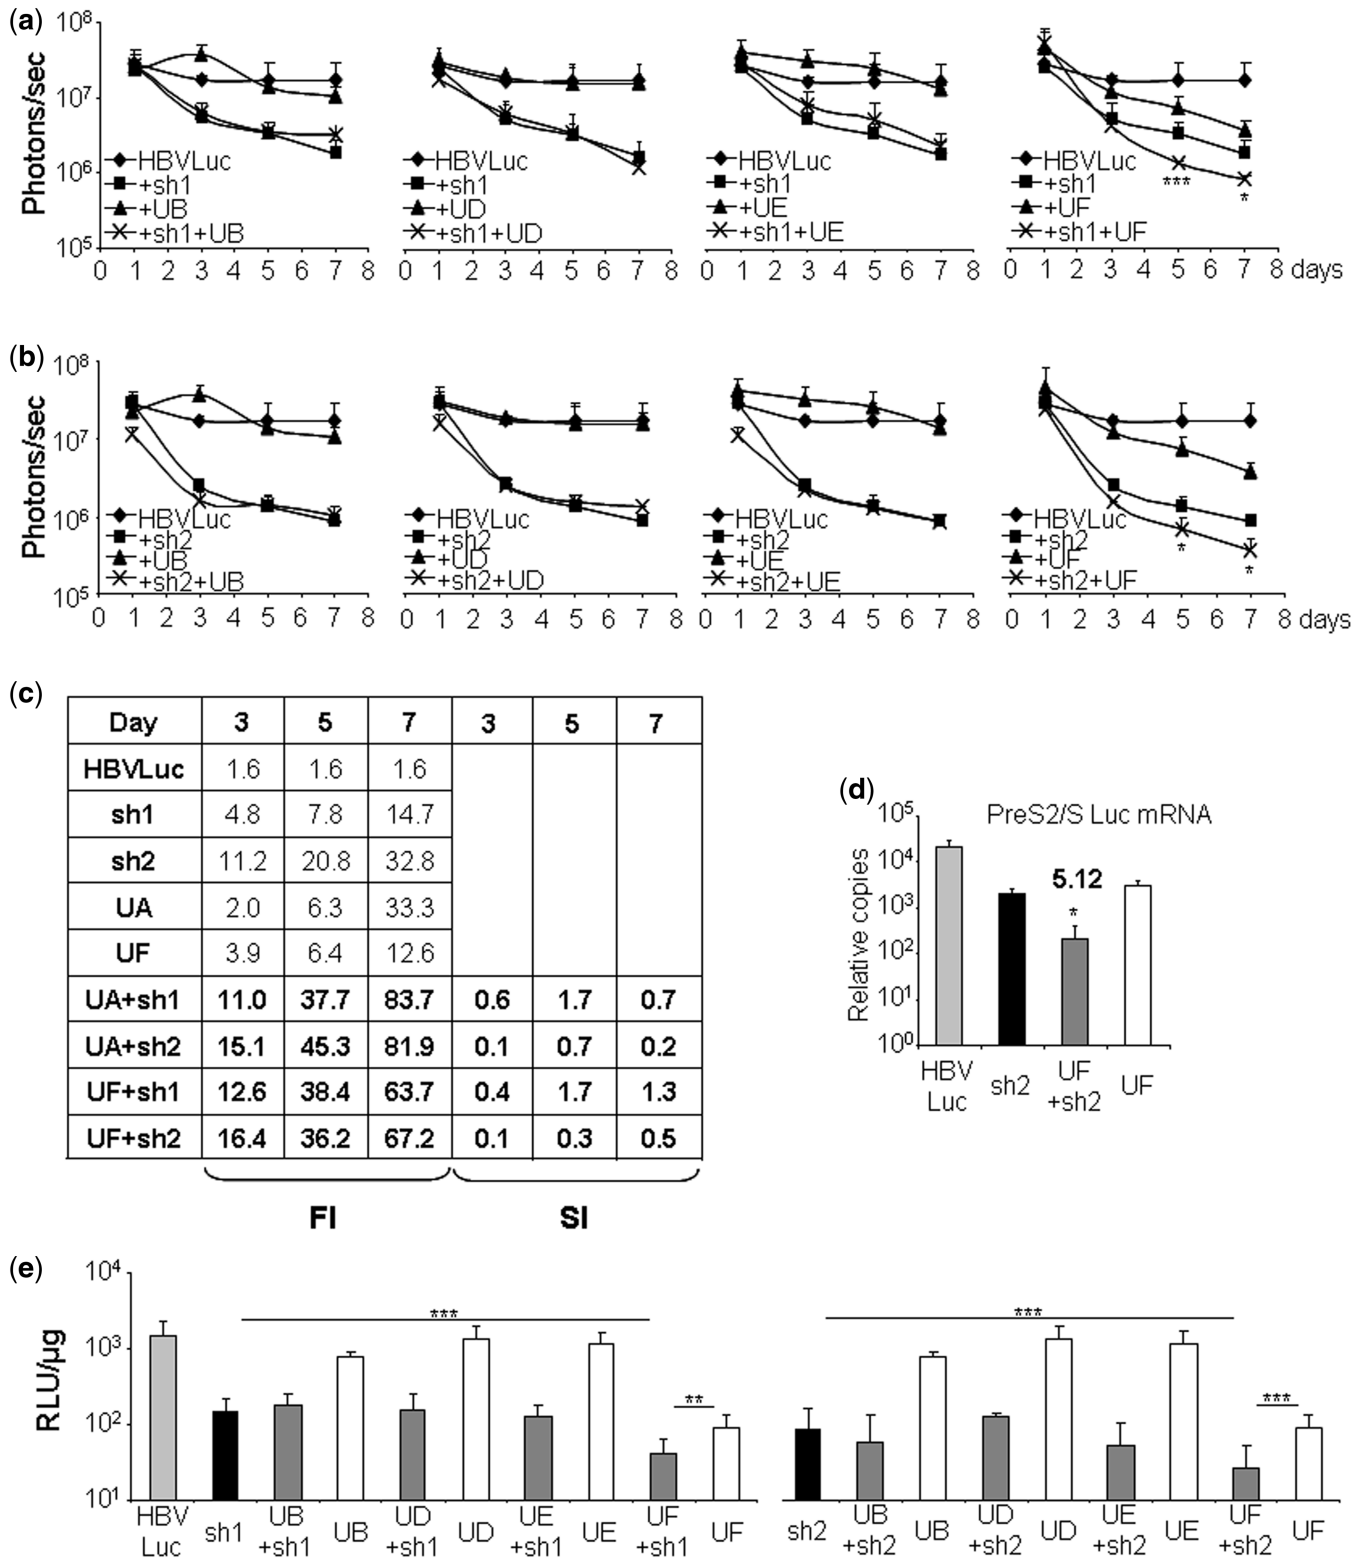 (a)
Photons/sec
10⁸
10⁷
10⁶
10⁵
HBVLuc
+sh1
+UB
+sh1+UB
0 1 2 3 4 5 6 7 8
HBVLuc
+sh1
+UD
+sh1+UD
0 1 2 3 4 5 6 7 8
HBVLuc
+sh1
+UE
+sh1+UE
0 1 2 3 4 5 6 7 8
HBVLuc
+sh1
+UF
+sh1+UF
*** *
0 1 2 3 4 5 6 7 8 days
(b)
Photons/sec
10⁸
10⁷
10⁶
10⁵
HBVLuc
+sh2
+UB
+sh2+UB
0 1 2 3 4 5 6 7 8
HBVLuc
+sh2
+UD
+sh2+UD
0 1 2 3 4 5 6 7 8
HBVLuc
+sh2
+UE
+sh2+UE
0 1 2 3 4 5 6 7 8
HBVLuc
+sh2
+UF
+sh2+UF
* *
0 1 2 3 4 5 6 7 8 days
(c)
Day 3 5 7 3 5 7
HBVLuc 1.6 1.6 1.6
sh1 4.8 7.8 14.7
sh2 11.2 20.8 32.8
UA 2.0 6.3 33.3
UF 3.9 6.4 12.6
UA+sh1 11.0 37.7 83.7 0.6 1.7 0.7
UA+sh2 15.1 45.3 81.9 0.1 0.7 0.2
UF+sh1 12.6 38.4 63.7 0.4 1.7 1.3
UF+sh2 16.4 36.2 67.2 0.1 0.3 0.5
FI SI
(d)
PreS2/S Luc mRNA
Relative copies
10⁵
10⁴
10³
10²
10¹
10⁰
5.12
*
HBV Luc
sh2
UF +sh2
UF
(e)
RLU/µg
10⁴
10³
10²
10¹
*** **
HBV Luc
sh1
UB +sh1
UB
UD +sh1
UD
UE +sh1
UE
UF +sh1
UF
*** ***
sh2
UB +sh2
UB
UD +sh2
UD
UE +sh2
UE
UF +sh2
UF